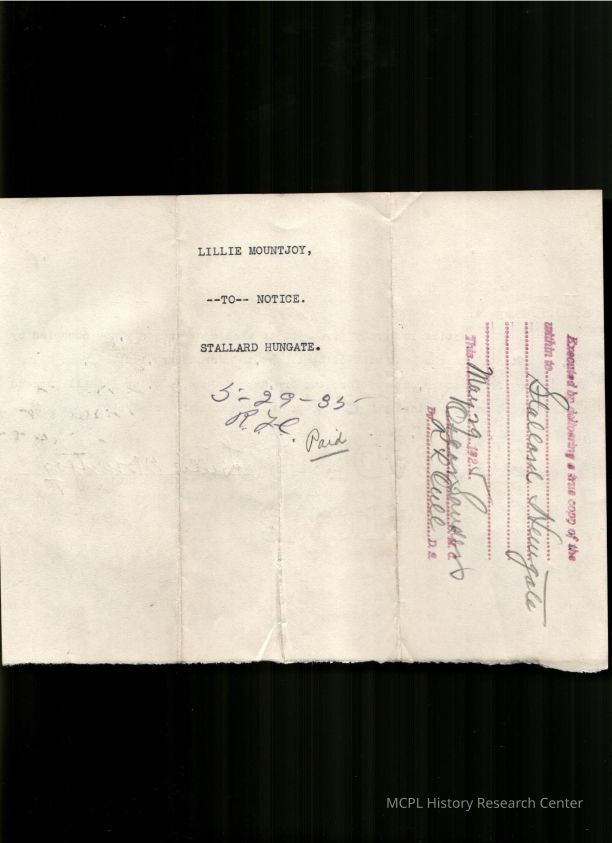 LILLIE MOUNTJOY,
--TO-- NOTICE.
STALLARD HUNGATE.
5-29-35
Paid
Executed by delivering a true copy of the
within to Stallard Hungate
This May 29 192
D. S.
MCPL History Research Center